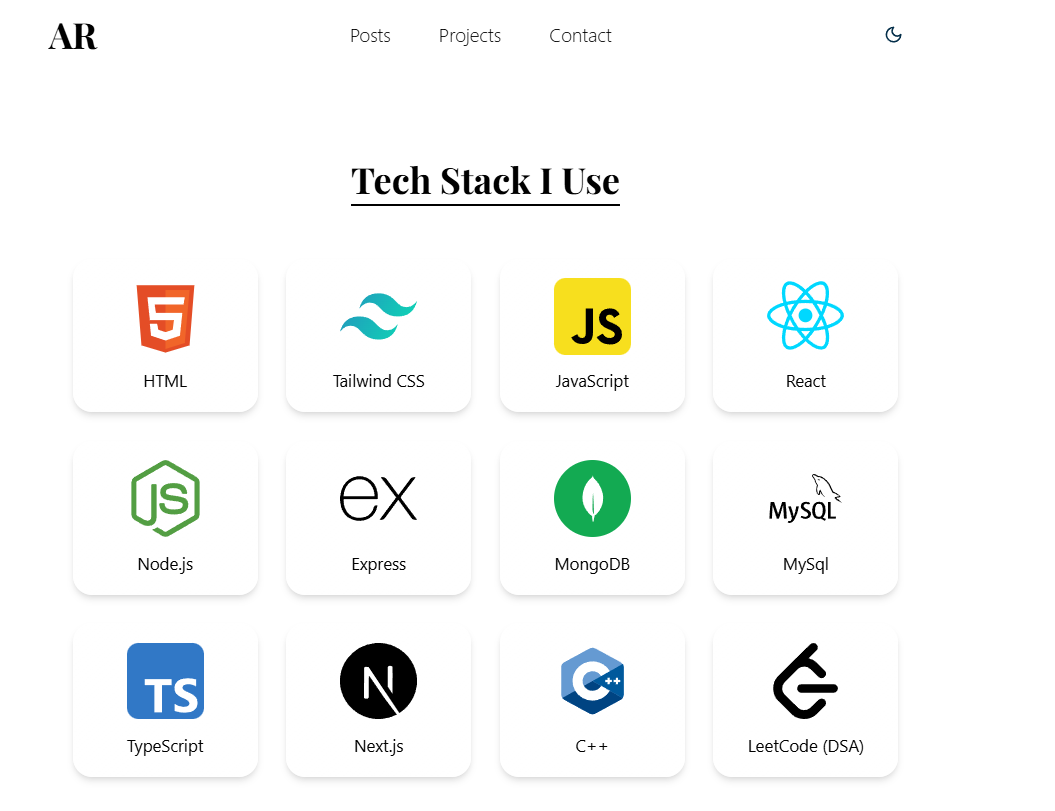 AR
Posts Projects Contact
Tech Stack I Use
5 JS
HTML Tailwind CSS JavaScript React
JS ex MySQL
Node.js Express MongoDB MySql
TS N C++
TypeScript Next.js C++ LeetCode (DSA)